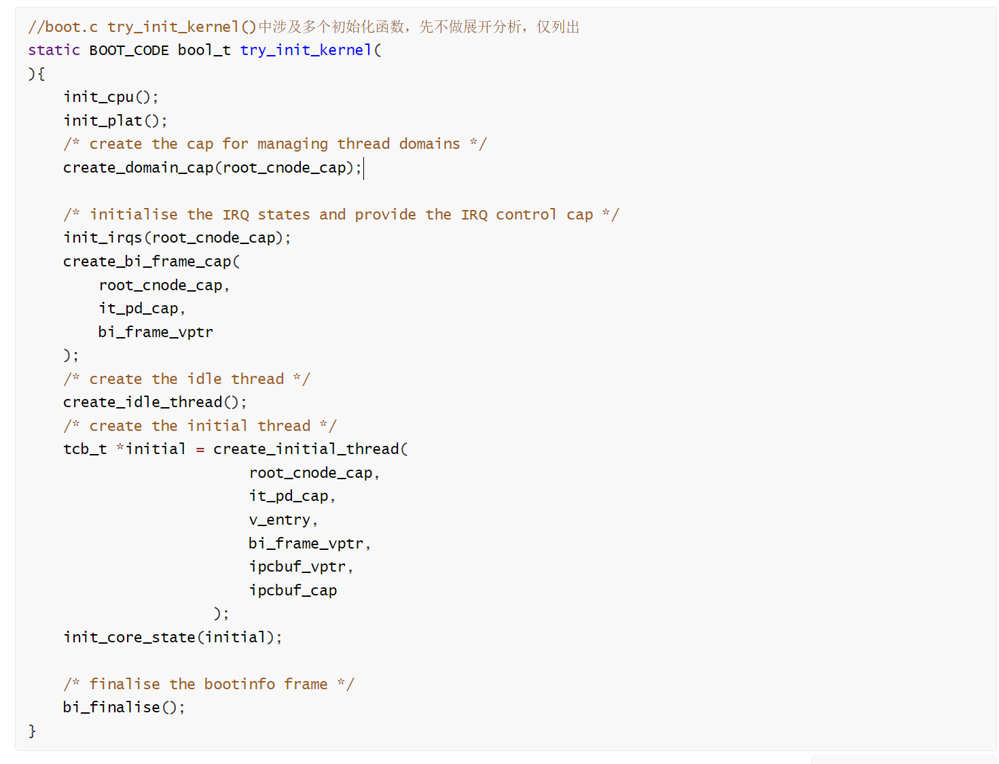 //boot.c try_init_kernel()中涉及多个初始化函数，先不做展开分析，仅列出
static BOOT_CODE bool_t try_init_kernel(
){
    init_cpu();
    init_plat();
    /* create the cap for managing thread domains */
    create_domain_cap(root_cnode_cap);

    /* initialise the IRQ states and provide the IRQ control cap */
    init_irqs(root_cnode_cap);
    create_bi_frame_cap(
        root_cnode_cap,
        it_pd_cap,
        bi_frame_vptr
    );
    /* create the idle thread */
    create_idle_thread();
    /* create the initial thread */
    tcb_t *initial = create_initial_thread(
                         root_cnode_cap,
                         it_pd_cap,
                         v_entry,
                         bi_frame_vptr,
                         ipcbuf_vptr,
                         ipcbuf_cap
                     );
    init_core_state(initial);

    /* finalise the bootinfo frame */
    bi_finalise();
}